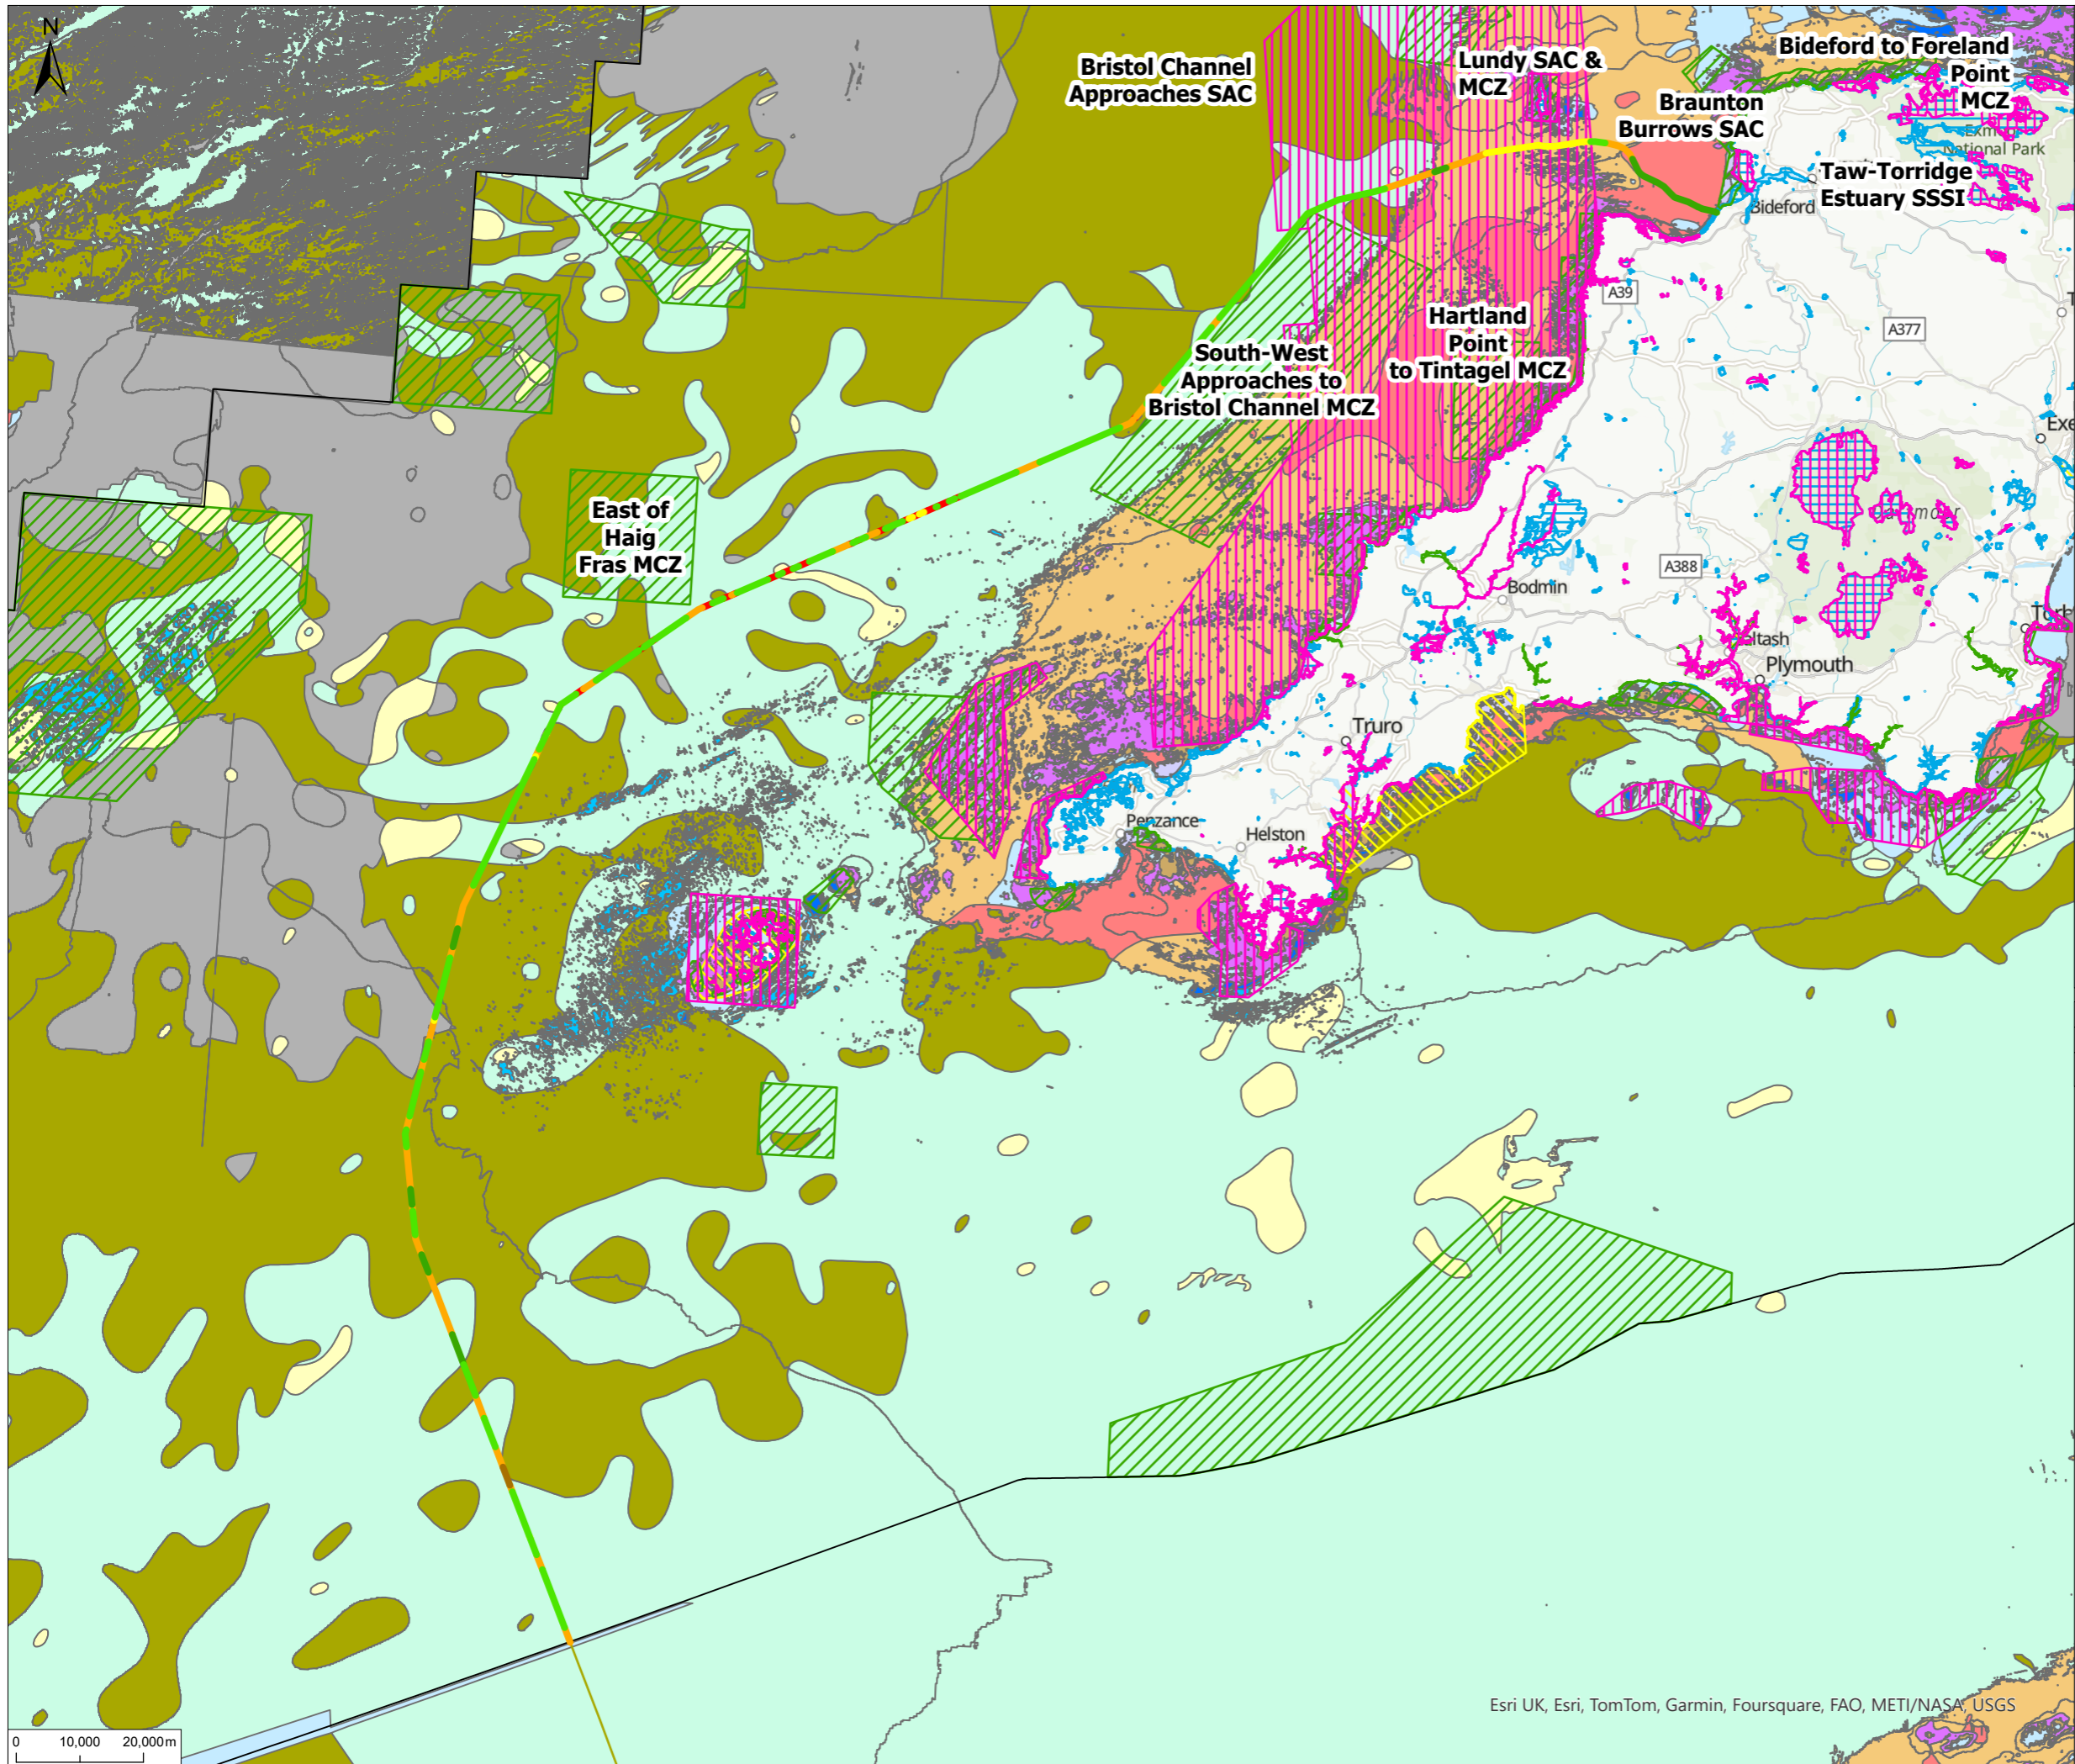 N
Bristol Channel
Approaches SAC
Lundy SAC &
MCZ
Bideford to Foreland
Point
MCZ
Braunton
Burrows SAC
National Park
Taw-Torridge
Estuary SSSI
Bideford
A39
A377
Hartland
Point
to Tintagel MCZ
South-West
Approaches to
Bristol Channel MCZ
Exe
East of
Haig
Fras MCZ
A388
Bodmin
ltash
Plymouth
Truro
Penzance
Helston
Esri UK, Esri, TomTom, Garmin, Foursquare, FAO, METI/NASA, USGS
0 10,000 20,000 m